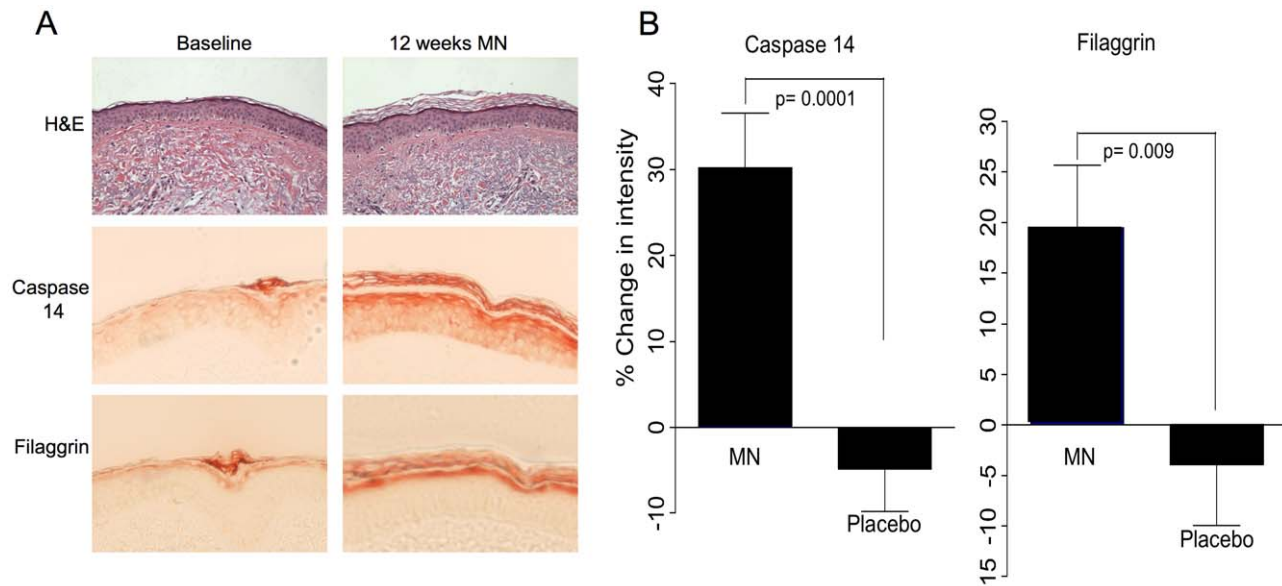 A
Baseline
12 weeks MN
H&E
Caspase
14
Filaggrin
B
Caspase 14
% Change in intensity
40
30
20
10
0
-10
p= 0.0001
MN
Placebo
Filaggrin
30
25
20
15
10
5
0
-5
-10
15
p= 0.009
MN
Placebo